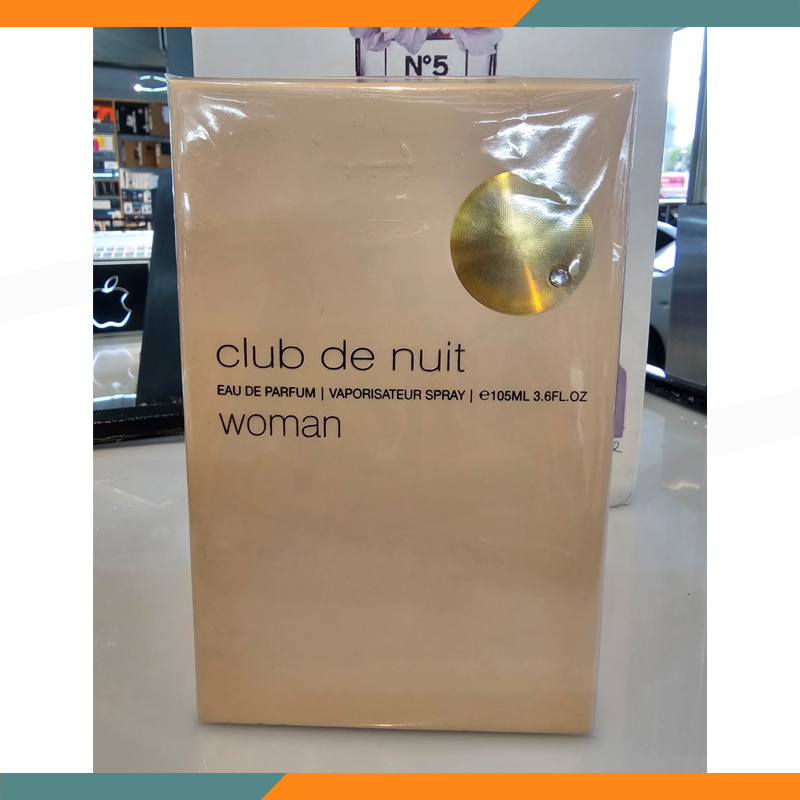 N°5
club de nuit
EAU DE PARFUM | VAPORISATEUR SPRAY | ℮105ML 3.6FL.OZ
woman